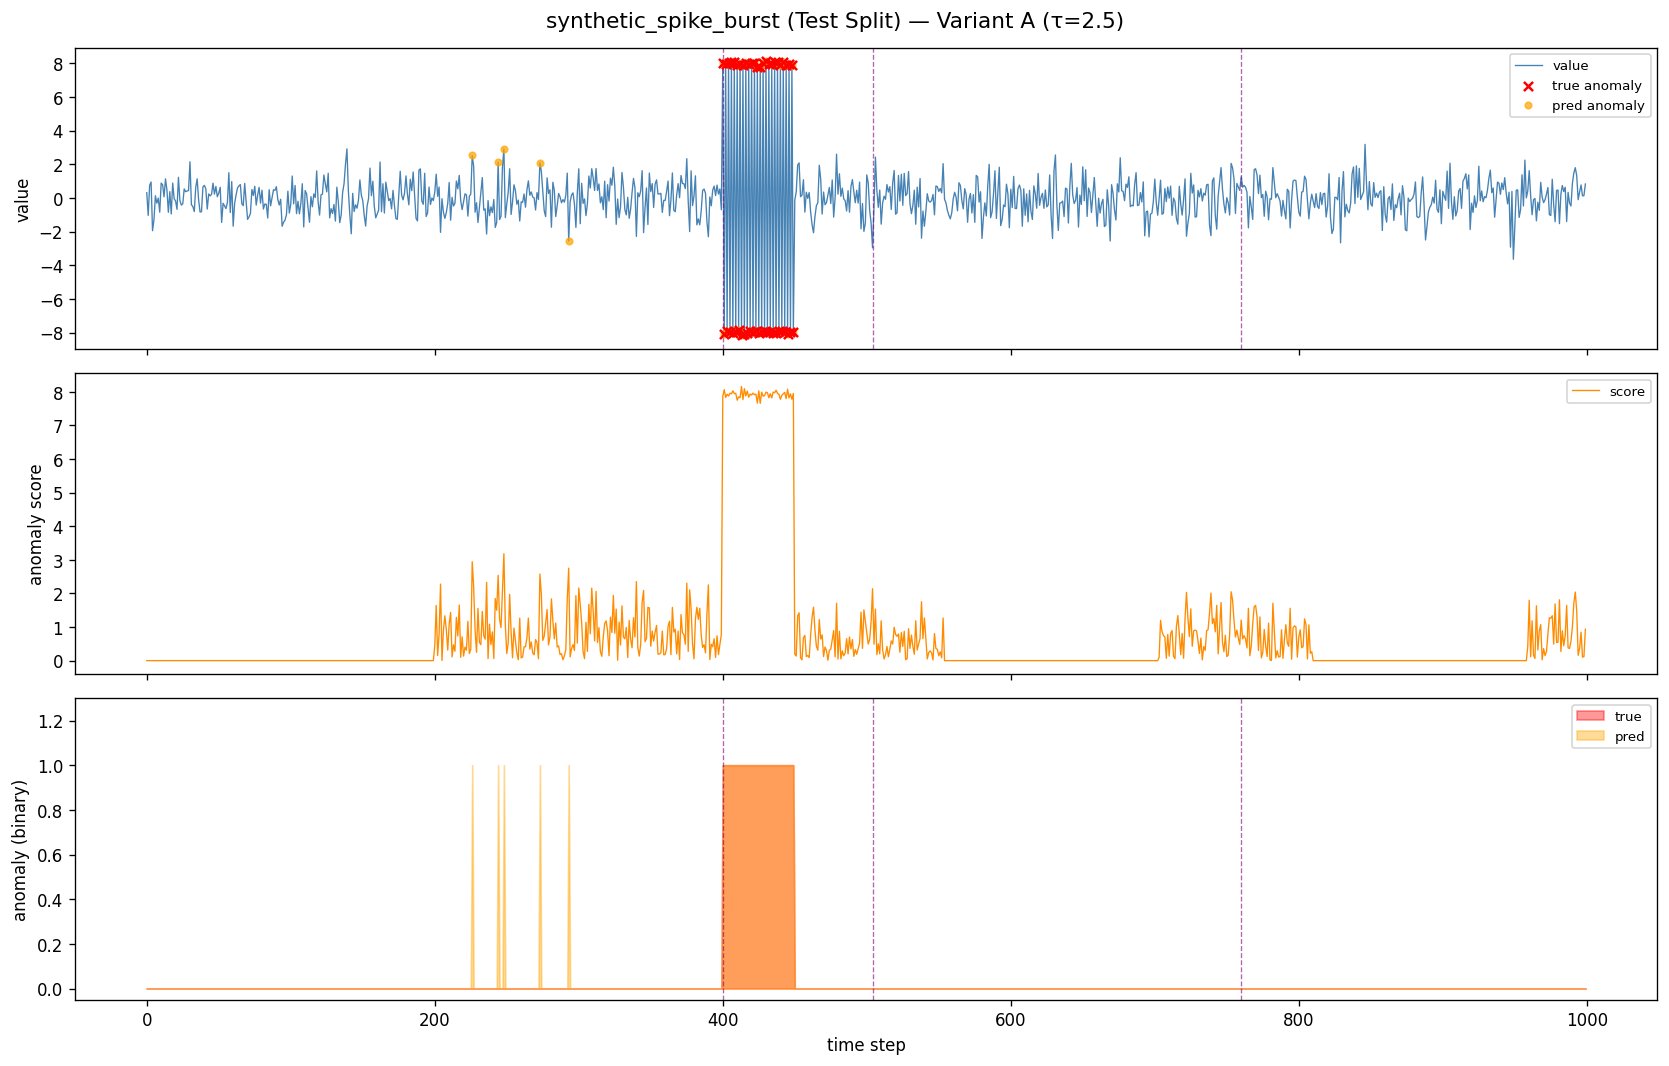 synthetic_spike_burst (Test Split) — Variant A (τ=2.5)
value
8
6
4
2
0
−2
−4
−6
−8
value
true anomaly
pred anomaly
anomaly score
8
7
6
5
4
3
2
1
0
score
anomaly (binary)
1.2
1.0
0.8
0.6
0.4
0.2
0.0
true
pred
0 200 400 600 800 1000
time step